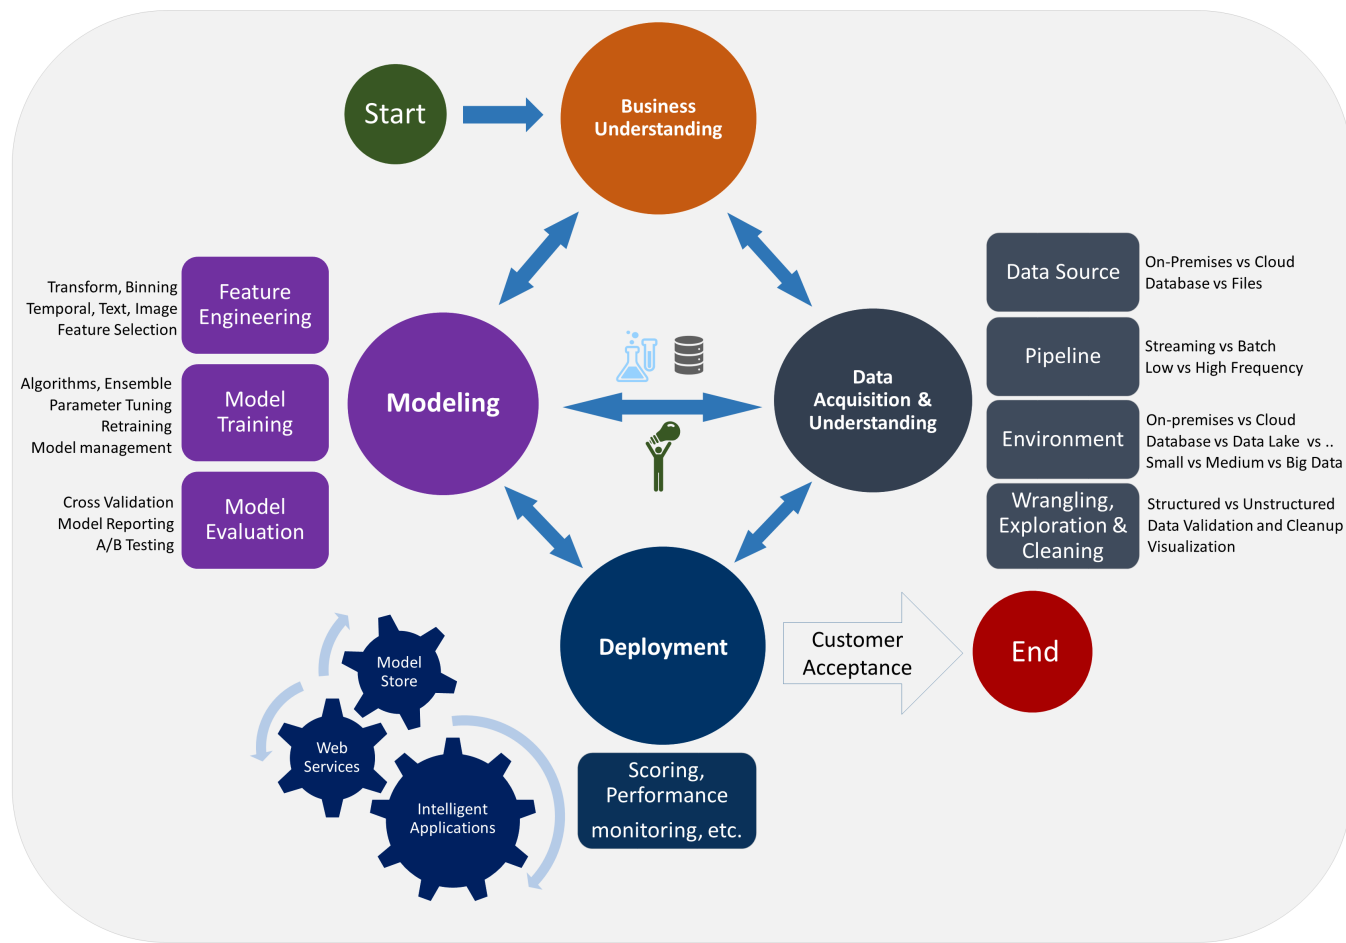 Start
Business
Understanding
Transform, Binning
Temporal, Text, Image
Feature Selection
Feature
Engineering
Algorithms, Ensemble
Parameter Tuning
Retraining
Model management
Model
Training
Cross Validation
Model Reporting
A/B Testing
Model
Evaluation
Modeling
Data
Acquisition &
Understanding
Data Source
On-Premises vs Cloud
Database vs Files
Pipeline
Streaming vs Batch
Low vs High Frequency
Environment
On-premises vs Cloud
Database vs Data Lake vs ..
Small vs Medium vs Big Data
Wrangling,
Exploration &
Cleaning
Structured vs Unstructured
Data Validation and Cleanup
Visualization
Deployment
Customer
Acceptance
End
Model
Store
Web
Services
Intelligent
Applications
Scoring,
Performance
monitoring, etc.